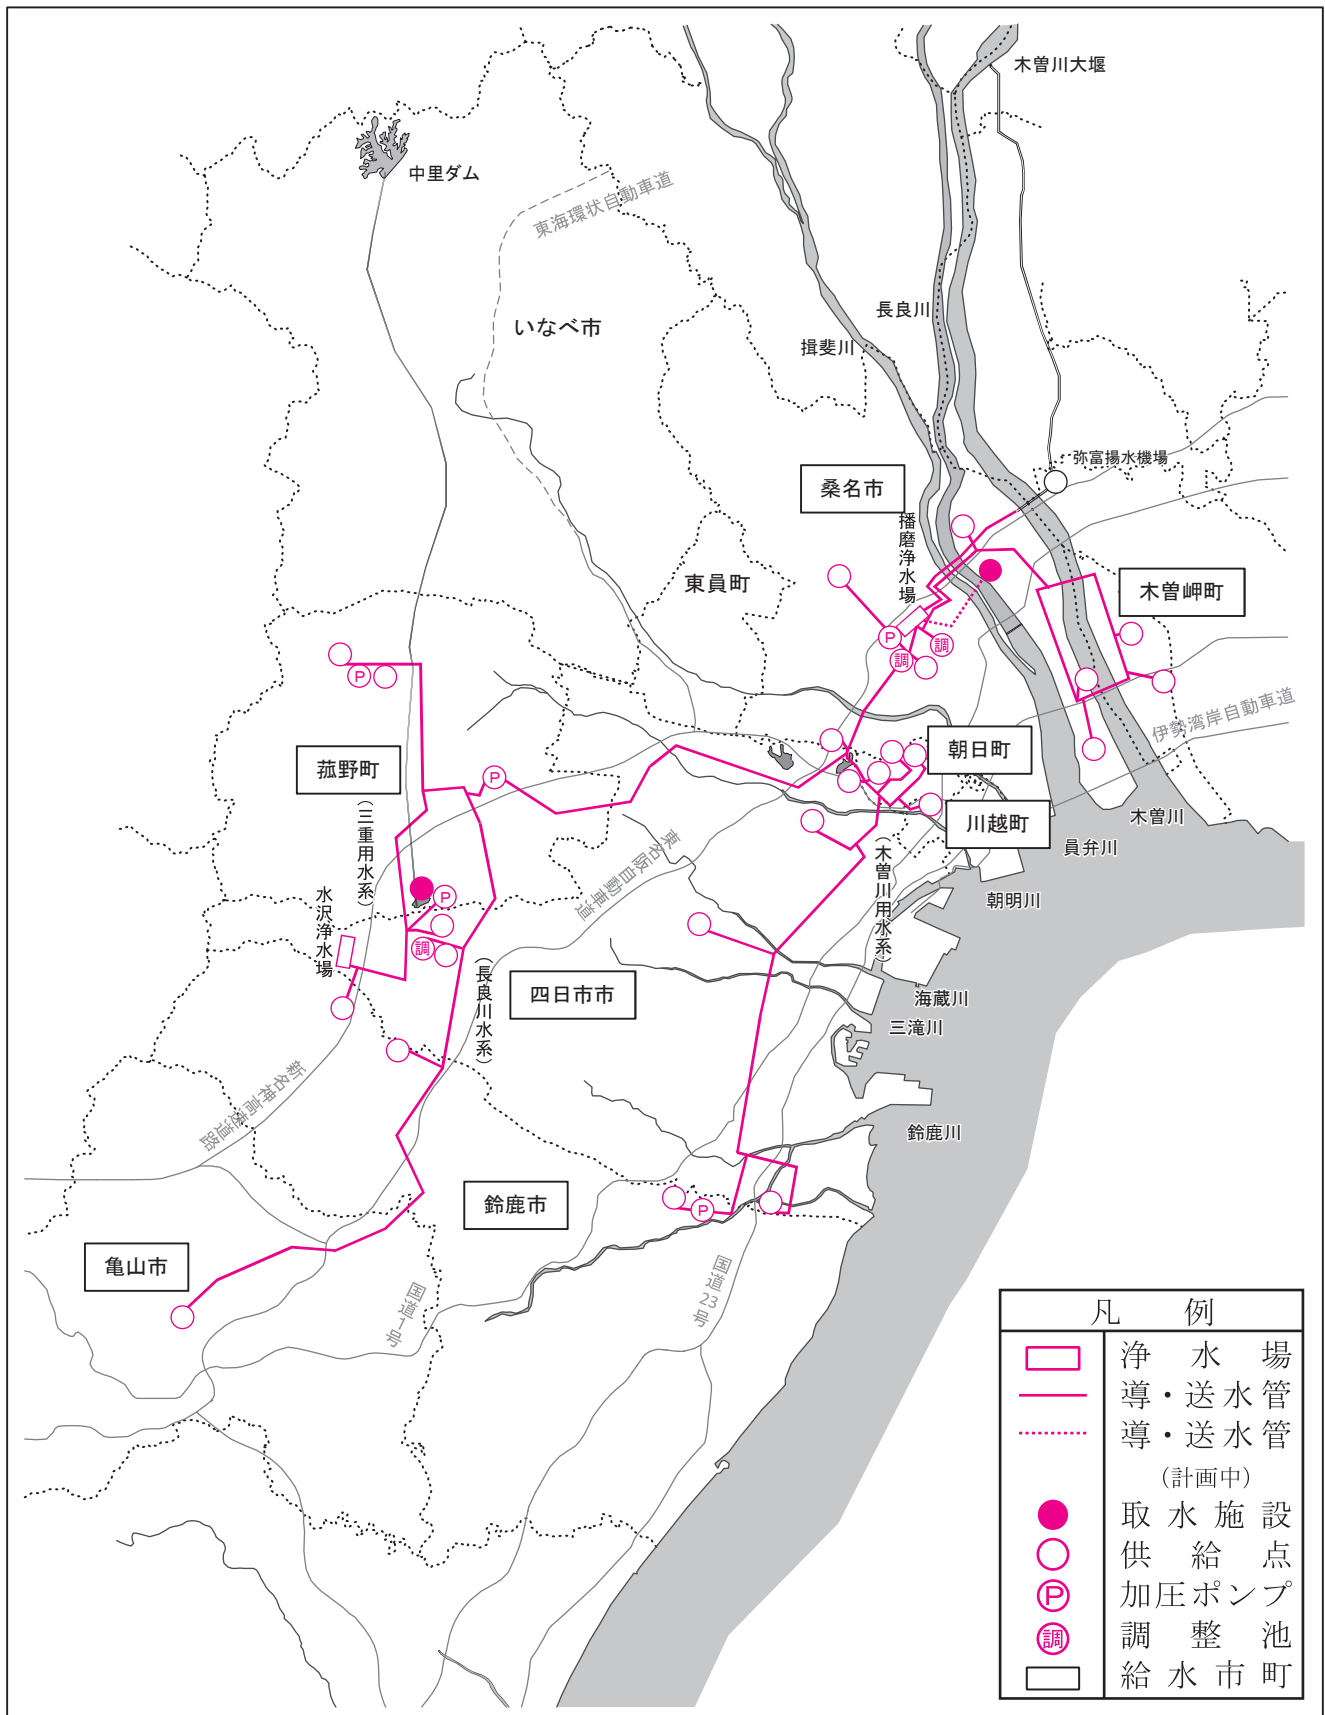 木曽川大堰
中里ダム
東海環状自動車道
いなべ市
長良川
揖斐川
弥富揚水機場
桑名市
播磨浄水場
東員町
木曽岬町
P
調
調
P
伊勢湾岸自動車道
朝日町
菰野町
P
川越町
木曽川
員弁川
(三重用水系)
東名阪自動車道
(木曽川用水系)
水沢浄水場
P
朝明川
調
(長良川水系)
四日市市
海蔵川
三滝川
新名神高速道路
鈴鹿川
鈴鹿市
P
亀山市
国道1号
国道23号
凡例
浄水場
導・送水管
導・送水管
(計画中)
取水施設
供給点
P 加圧ポンプ
調 調整池
給水市町